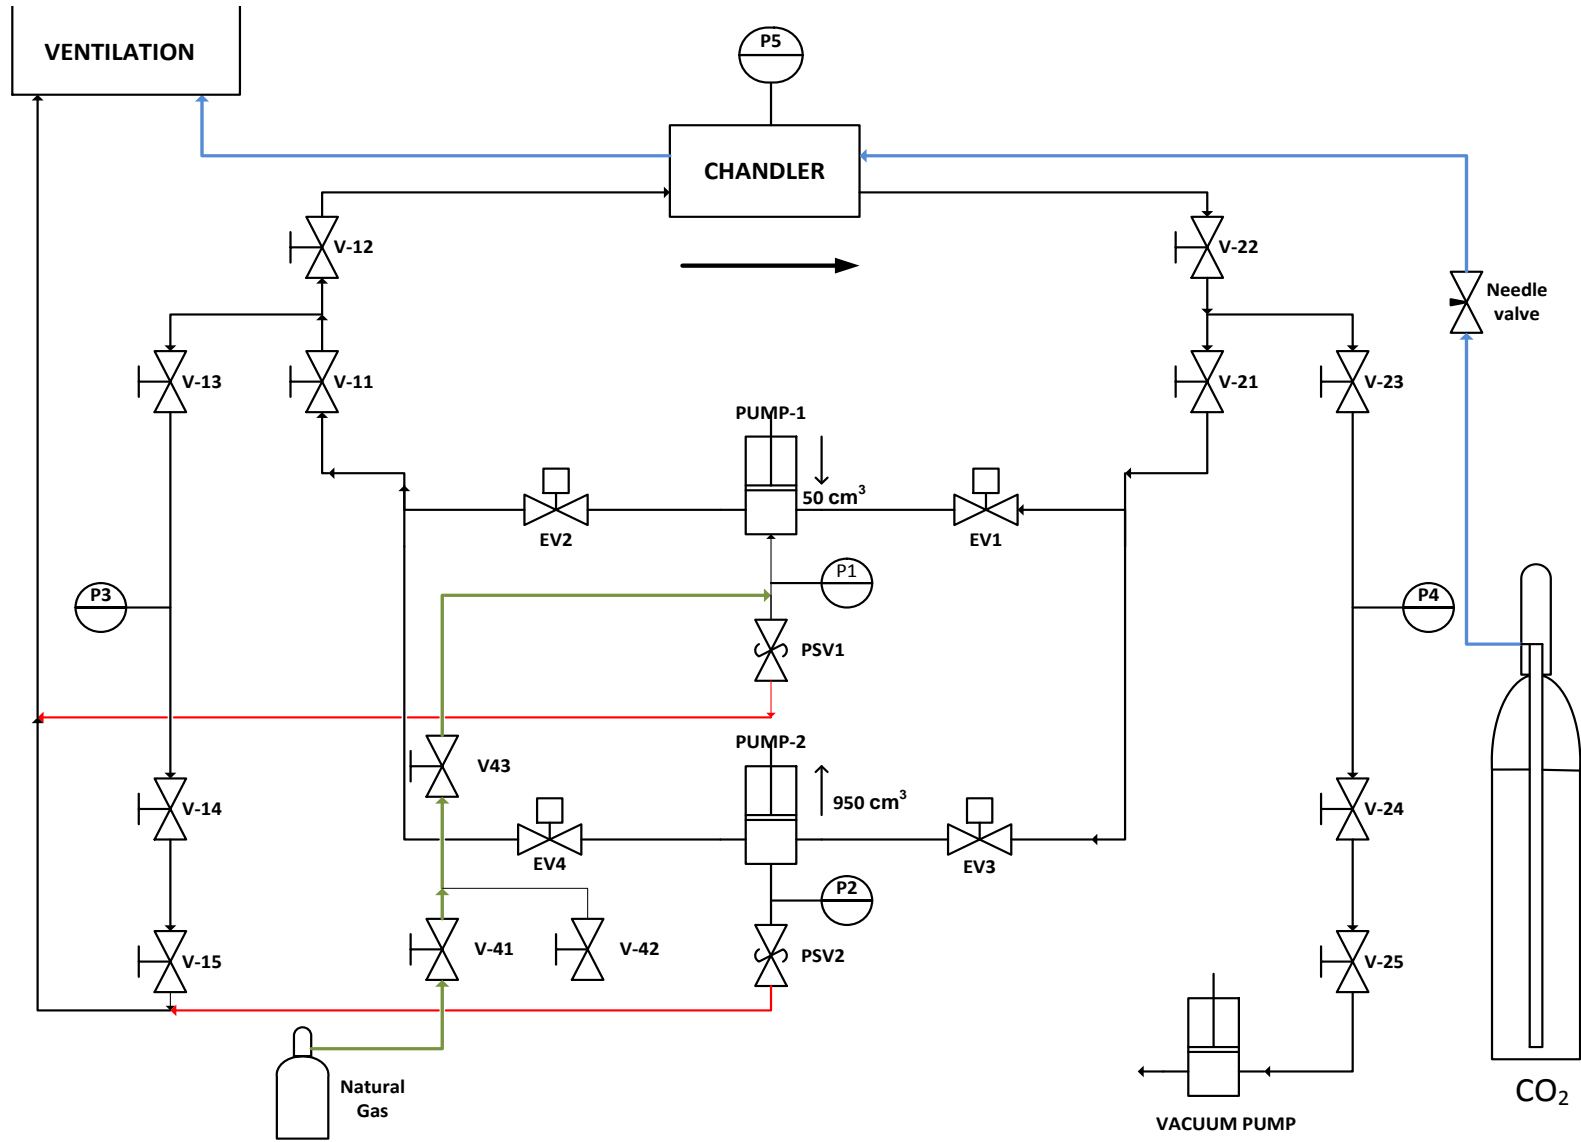 P5
VENTILATION
CHANDLER
V-12
V-22
Needle
valve
V-13
V-11
V-21
V-23
PUMP-1
50 cm³
EV2
EV1
P1
P3
P4
PSV1
PUMP-2
V43
950 cm³
V-14
V-24
EV4
EV3
P2
V-41
V-42
PSV2
V-15
V-25
Natural
Gas
CO₂
VACUUM PUMP